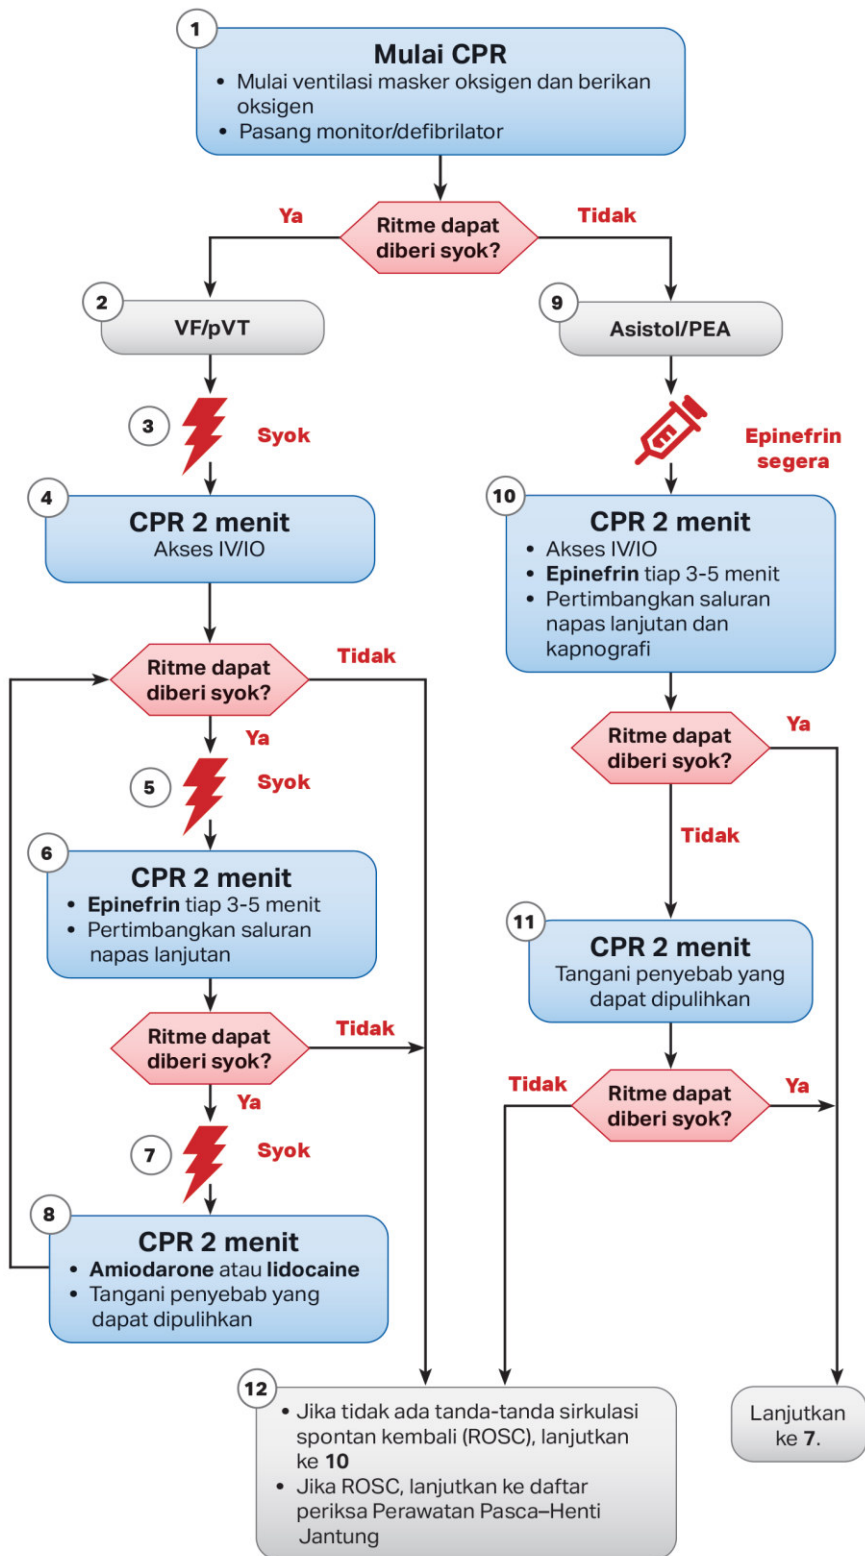 1
Mulai CPR
• Mulai ventilasi masker oksigen dan berikan
oksigen
• Pasang monitor/defibrilator
Ya
Ritme dapat
diberi syok?
Tidak
2
VF/pVT
3
Syok
4
CPR 2 menit
Akses IV/IO
Ritme dapat
diberi syok?
Tidak
Ya
5
Syok
6
CPR 2 menit
• Epinefrin tiap 3-5 menit
• Pertimbangkan saluran
napas lanjutan
Ritme dapat
diberi syok?
Tidak
Ya
7
Syok
8
CPR 2 menit
• Amiodarone atau lidocaine
• Tangani penyebab yang
dapat dipulihkan
9
Asistol/PEA
Epinefrin
segera
10
CPR 2 menit
• Akses IV/IO
• Epinefrin tiap 3-5 menit
• Pertimbangkan saluran
napas lanjutan dan
kapnografi
Ritme dapat
diberi syok?
Ya
Tidak
11
CPR 2 menit
Tangani penyebab yang
dapat dipulihkan
Tidak
Ritme dapat
diberi syok?
Ya
12
• Jika tidak ada tanda-tanda sirkulasi
spontan kembali (ROSC), lanjutkan
ke 10
• Jika ROSC, lanjutkan ke daftar
periksa Perawatan Pasca–Henti
Jantung
Lanjutkan
ke 7.